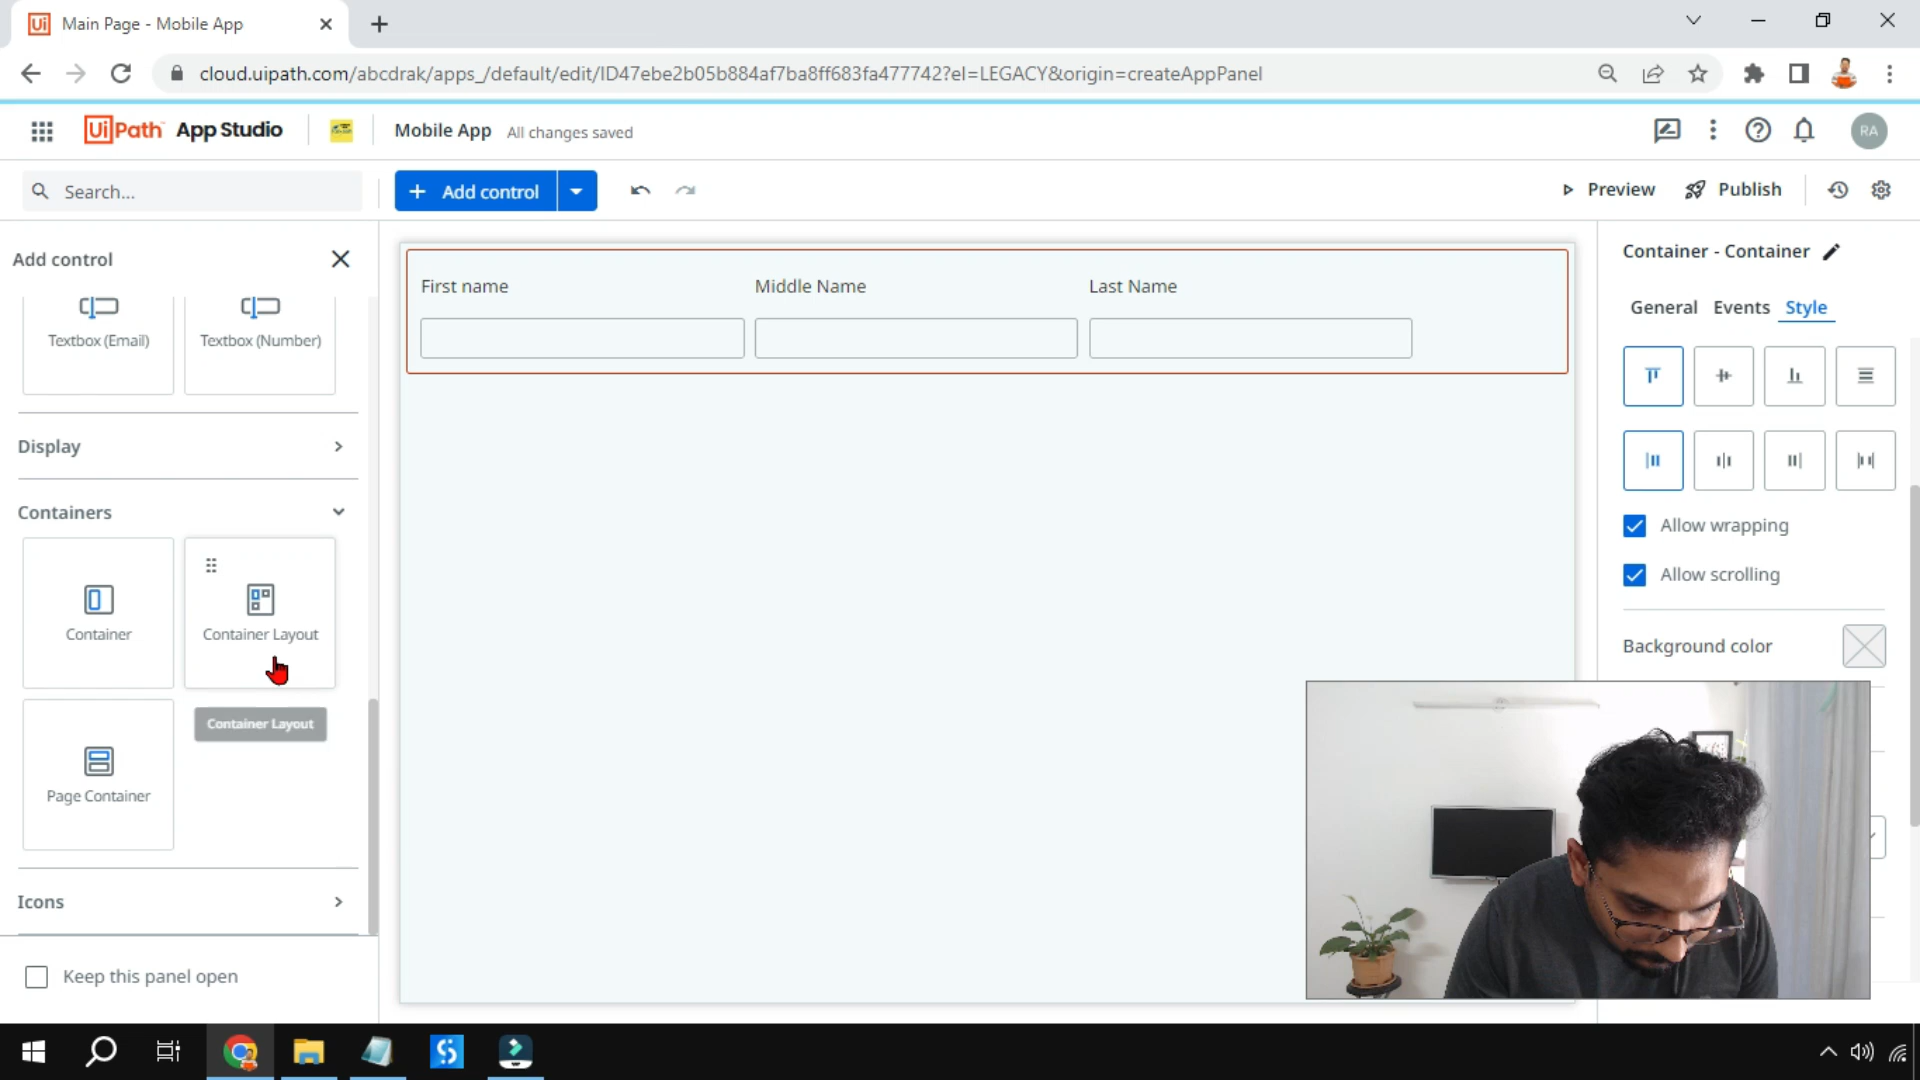 Main Page - Mobile App
cloud.uipath.com/abcdrak/apps_/default/edit/ID47ebe2b05b884af7ba8ff683fa477742?el=LEGACY&origin=createAppPanel
UiPath App Studio
Mobile App
All changes saved
RA
Search...
Add control
Preview
Publish
Add control
Textbox (Email)
Textbox (Number)
Display
Containers
Container
Container Layout
Container Layout
Page Container
Icons
Keep this panel open
First name
Middle Name
Last Name
Container - Container
General
Events
Style
Allow wrapping
Allow scrolling
Background color